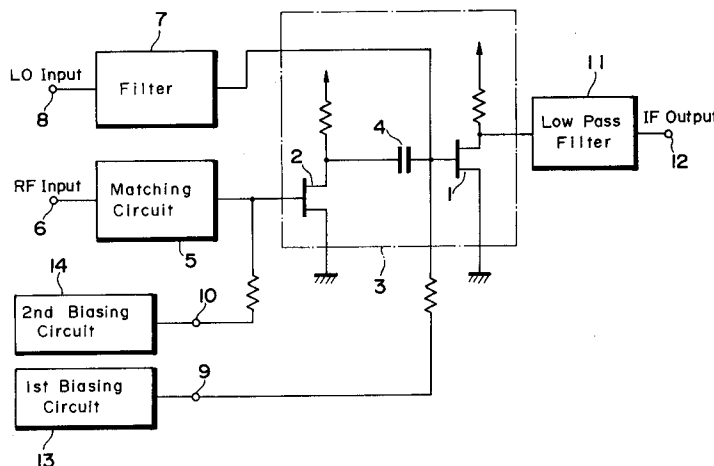 7
LO Input
Filter
8
11
Low Pass
Filter
IF Output
12
4
2
1
RF Input
Matching
Circuit
6
5
3
14
2nd Biasing
Circuit
10
1st Biasing
Circuit
9
13